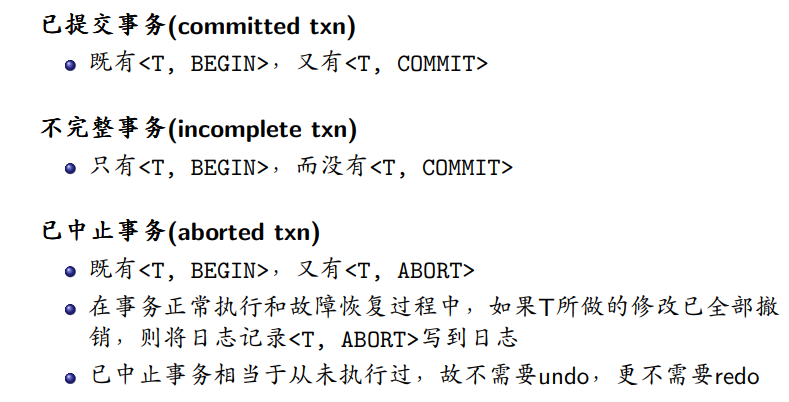 已提交事务(committed txn)
既有<T, BEGIN>，又有<T, COMMIT>
不完整事务(incomplete txn)
只有<T, BEGIN>，而没有<T, COMMIT>
已中止事务(aborted txn)
既有<T, BEGIN>，又有<T, ABORT>
在事务正常执行和故障恢复过程中，如果T所做的修改已全部撤
销，则将日志记录<T, ABORT>写到日志
已中止事务相当于从未执行过，故不需要undo，更不需要redo